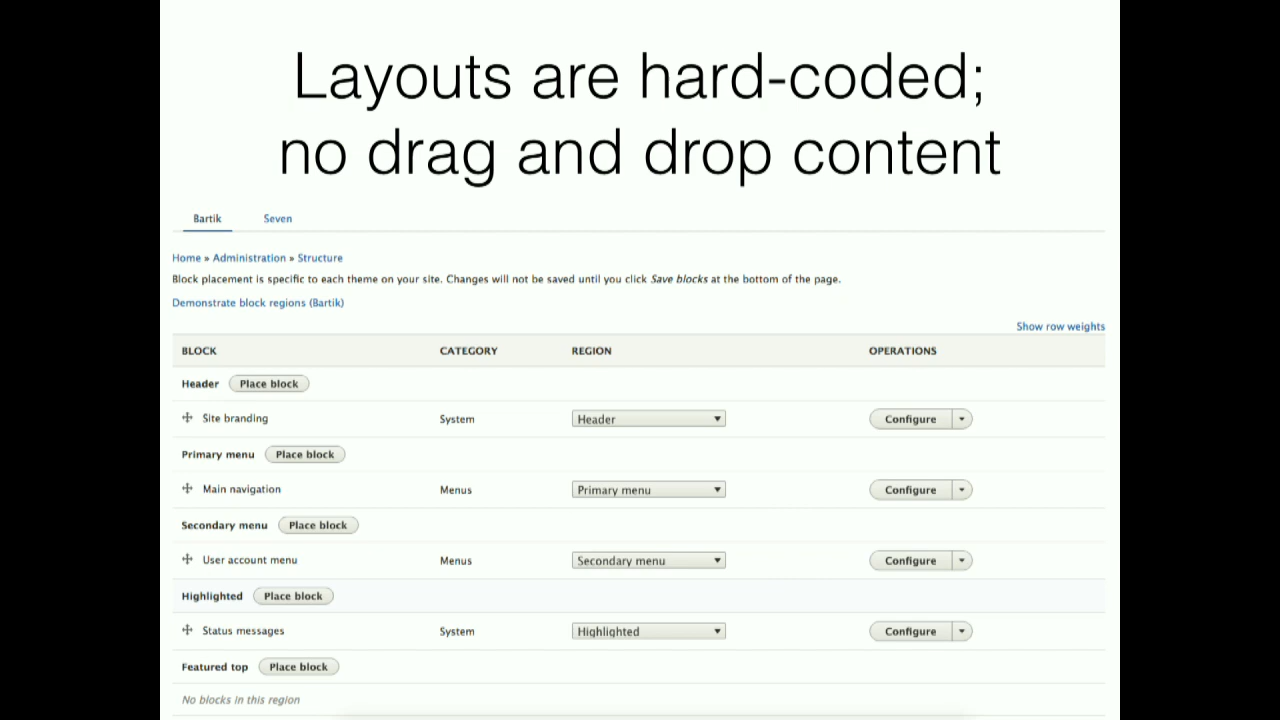 Layouts are hard-coded;
no drag and drop content
Bartik Seven
Home » Administration » Structure
Block placement is specific to each theme on your site. Changes will not be saved until you click Save blocks at the bottom of the page.
Demonstrate block regions (Bartik)
Show row weights
BLOCK CATEGORY REGION OPERATIONS
Header Place block
Site branding System Header Configure
Primary menu Place block
Main navigation Menus Primary menu Configure
Secondary menu Place block
User account menu Menus Secondary menu Configure
Highlighted Place block
Status messages System Highlighted Configure
Featured top Place block
No blocks in this region